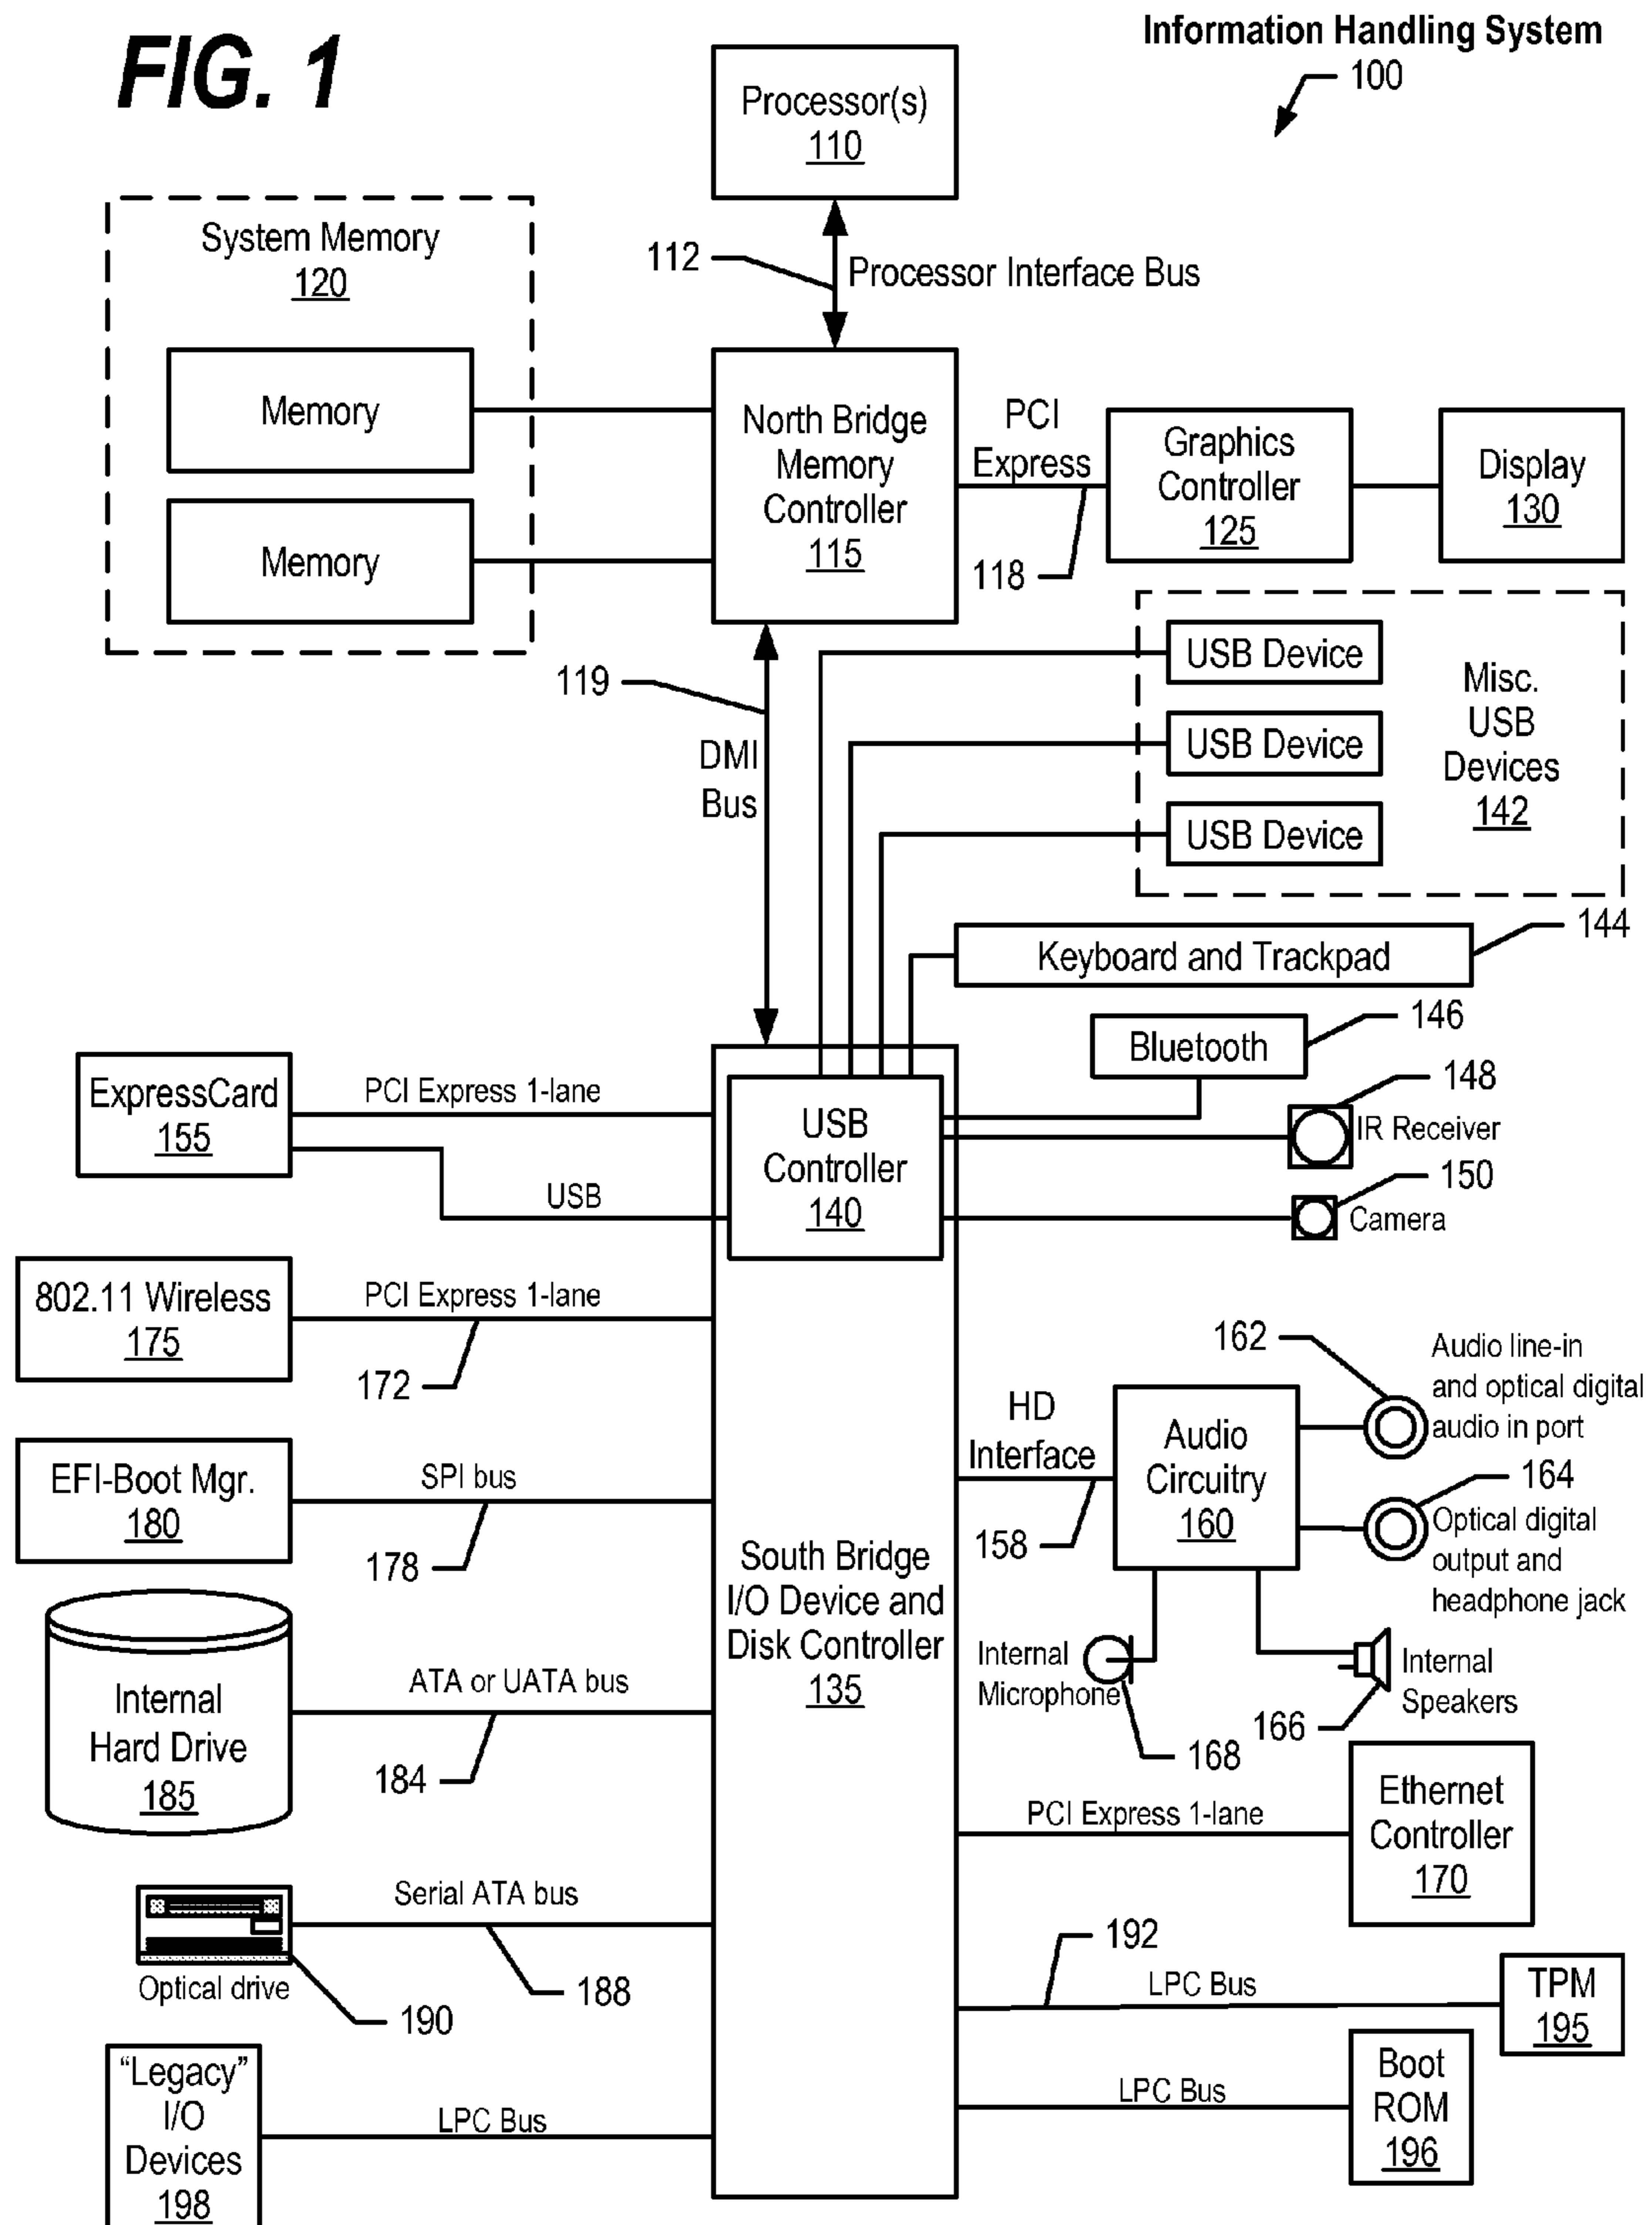 FIG. 1
Information Handling System
100
Processor(s)
110
System Memory
120
112
Processor Interface Bus
Memory
Memory
North Bridge
Memory
Controller
115
PCI
Express
118
Graphics
Controller
125
Display
130
119
DMI
Bus
USB Device
USB Device
USB Device
Misc.
USB
Devices
142
144
Keyboard and Trackpad
146
Bluetooth
148
IR Receiver
150
Camera
ExpressCard
155
PCI Express 1-lane
USB
USB
Controller
140
802.11 Wireless
175
PCI Express 1-lane
172
162
Audio line-in
and optical digital
audio in port
HD
Interface
158
Audio
Circuitry
160
164
Optical digital
output and
headphone jack
EFI-Boot Mgr.
180
SPI bus
178
South Bridge
I/O Device and
Disk Controller
135
Internal
Microphone
168
Internal
Speakers
166
Internal
Hard Drive
185
ATA or UATA bus
184
PCI Express 1-lane
Ethernet
Controller
170
Serial ATA bus
188
Optical drive
190
192
LPC Bus
TPM
195
"Legacy"
I/O
Devices
198
LPC Bus
LPC Bus
Boot
ROM
196